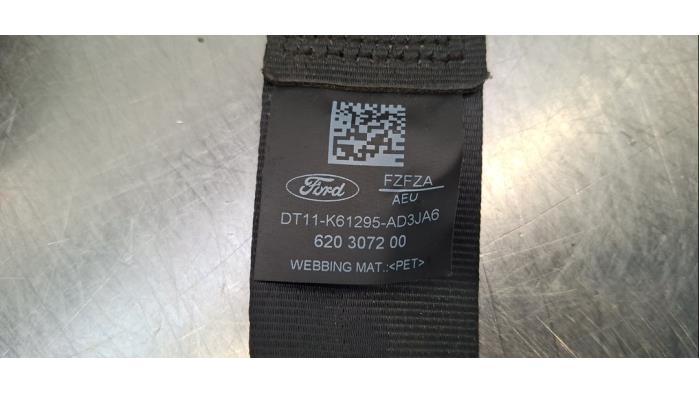 Ford
FZFZA
AEU
DT11-K61295-AD3JA6
620 3072 00
WEBBING MAT.:<PET>